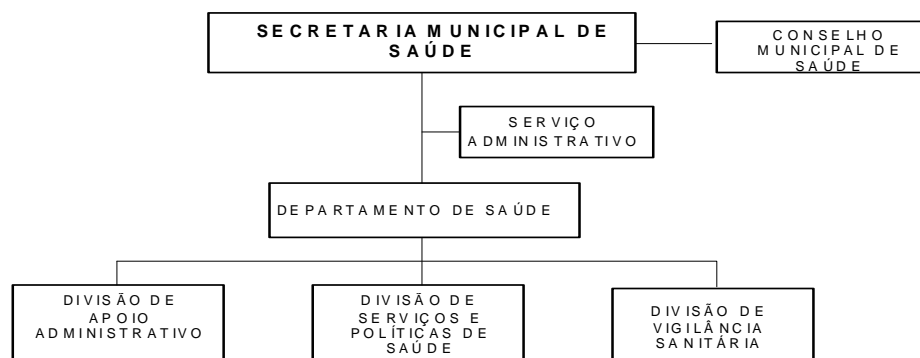 SECRETARIA MUNICIPAL DE
SAÚDE
CONSELHO
MUNICIPAL DE
SAÚDE
SERVIÇO
ADMINISTRATIVO
DEPARTAMENTO DE SAÚDE
DIVISÃO DE
APOIO
ADMINISTRATIVO
DIVISÃO DE
SERVIÇOS E
POLÍTICAS DE
SAÚDE
DIVISÃO DE
VIGILÂNCIA
SANITÁRIA